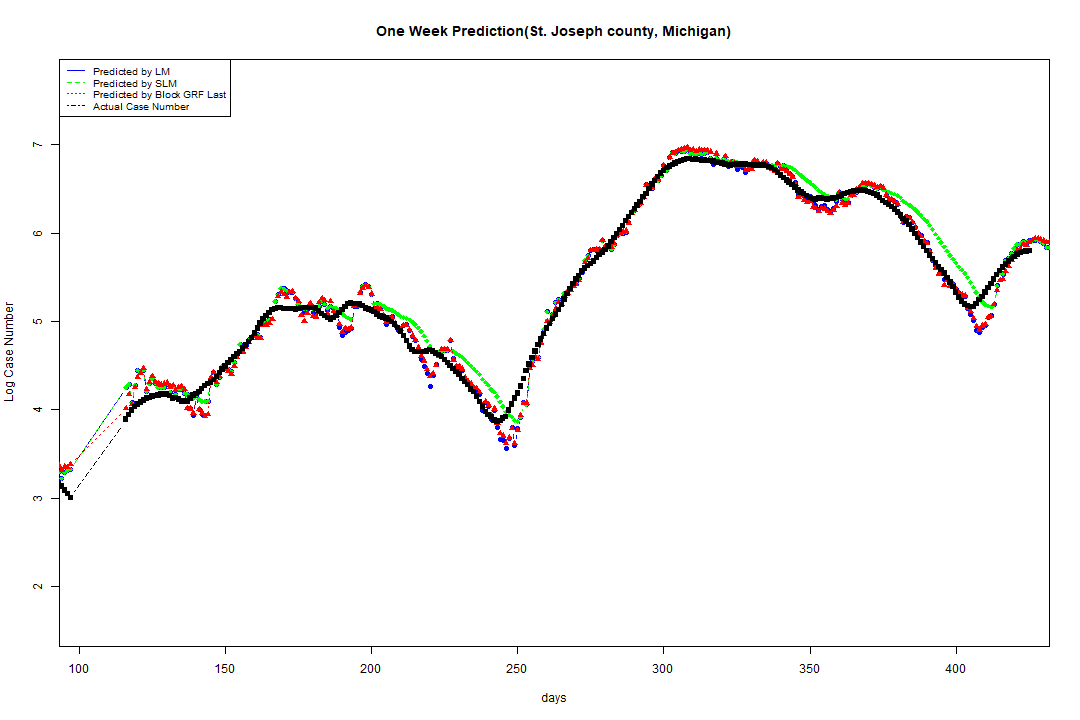 One Week Prediction(St. Joseph county, Michigan)
Predicted by LM
Predicted by SLM
Predicted by Block GRF Last
Actual Case Number
7
6
5
4
3
2
Log Case Number
100 150 200 250 300 350 400
days